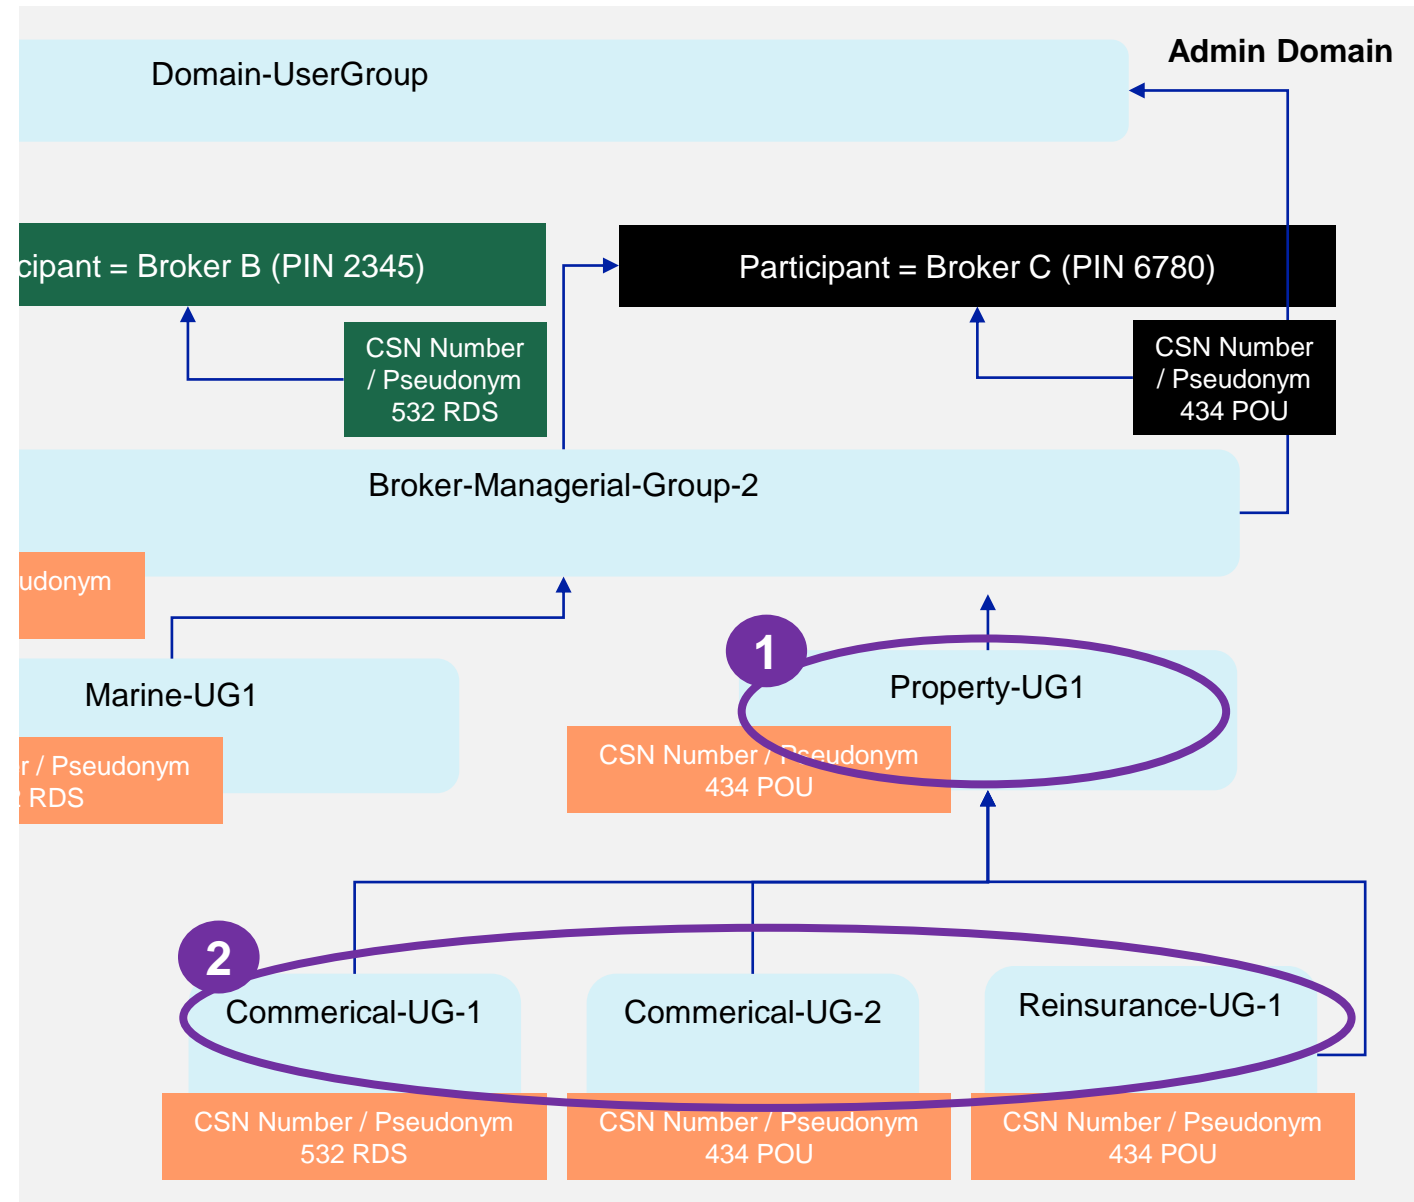 Admin Domain
Domain-UserGroup
cipant = Broker B (PIN 2345)
Participant = Broker C (PIN 6780)
CSN Number
/ Pseudonym
532 RDS
CSN Number
/ Pseudonym
434 POU
Broker-Managerial-Group-2
udonym
1
Marine-UG1
Property-UG1
r / Pseudonym
RDS
CSN Number / Pseudonym
434 POU
2
Commerical-UG-1
Commerical-UG-2
Reinsurance-UG-1
CSN Number / Pseudonym
532 RDS
CSN Number / Pseudonym
434 POU
CSN Number / Pseudonym
434 POU